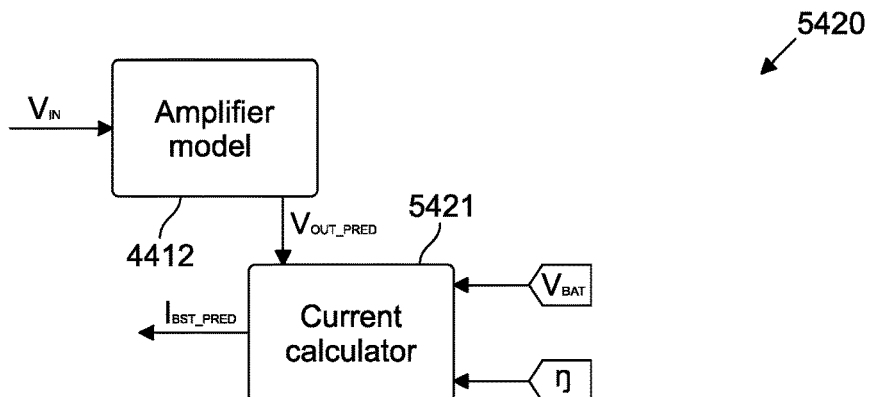 5420
V_IN
Amplifier
model
4412
V_OUT_PRED
5421
I_BST_PRED
Current
calculator
V_BAT
η